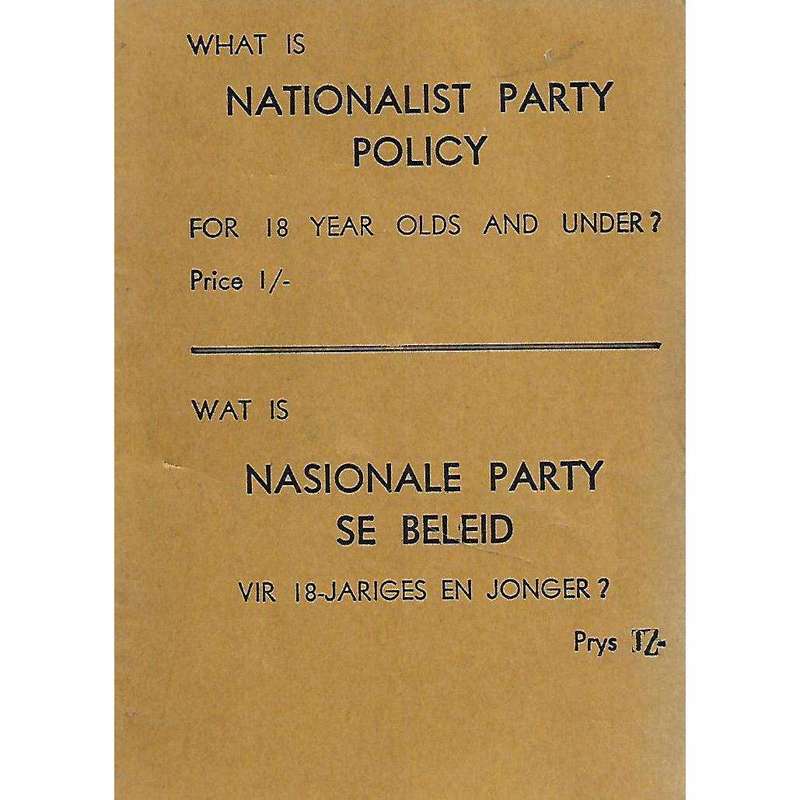 WHAT IS
NATIONALIST PARTY
POLICY
FOR 18 YEAR OLDS AND UNDER?
Price 1/-
WAT IS
NASIONALE PARTY
SE BELEID
VIR 18-JARIGES EN JONGER?
Prys 1/-